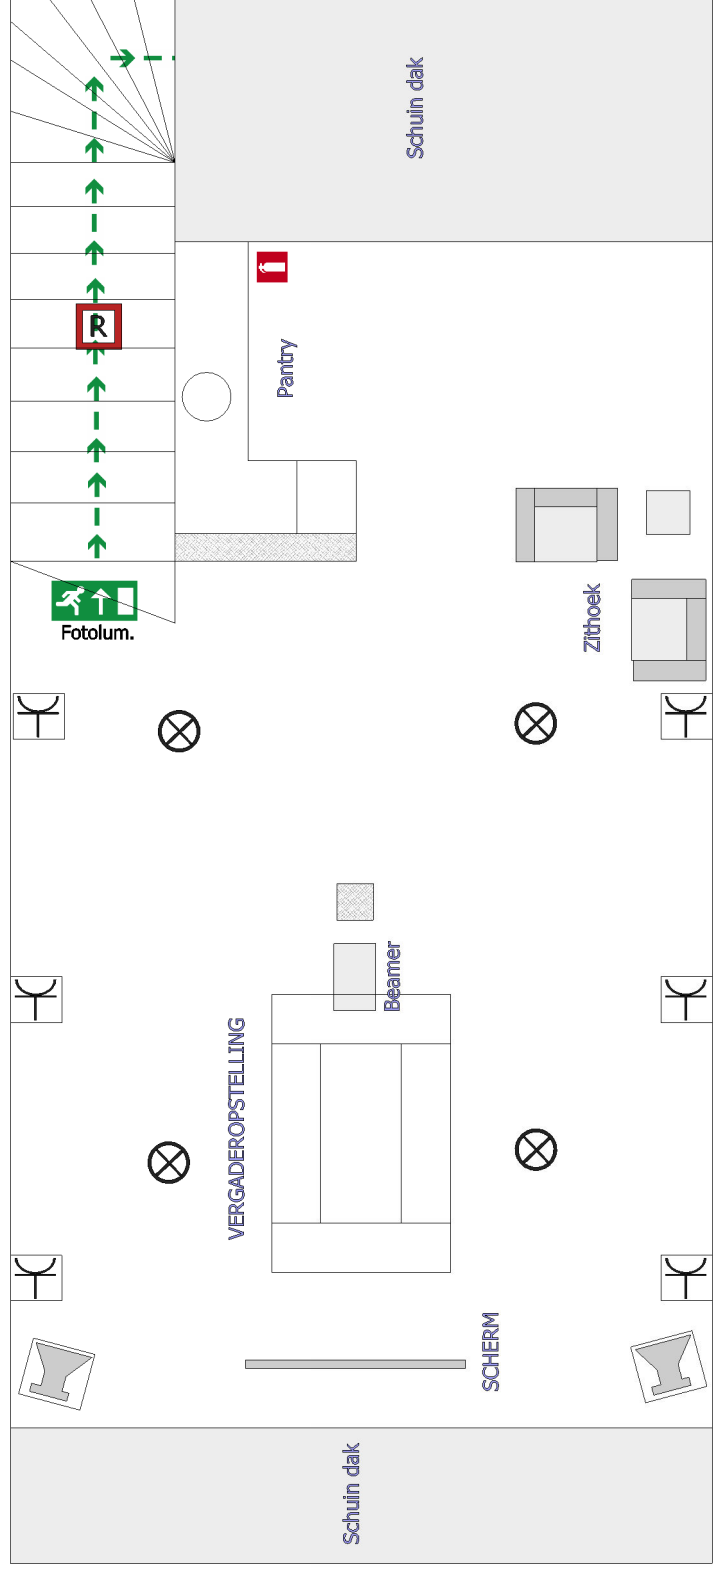 Schuin dak
R
Pantry
Fotolum.
Zithoek
Beamer
VERGADEROPSTELLING
SCHERM
Schuin dak